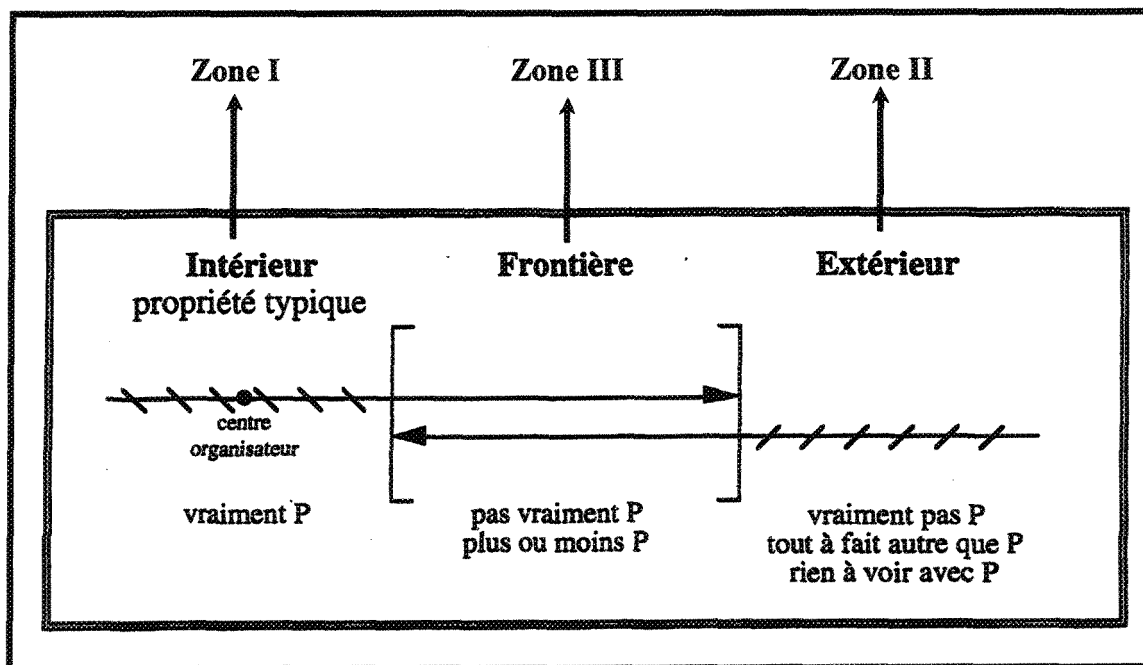 Zone I
Zone III
Zone II
Intérieur
propriété typique
Frontière
Extérieur
centre
organisateur
vraiment P
pas vraiment P
plus ou moins P
vraiment pas P
tout à fait autre que P
rien à voir avec P